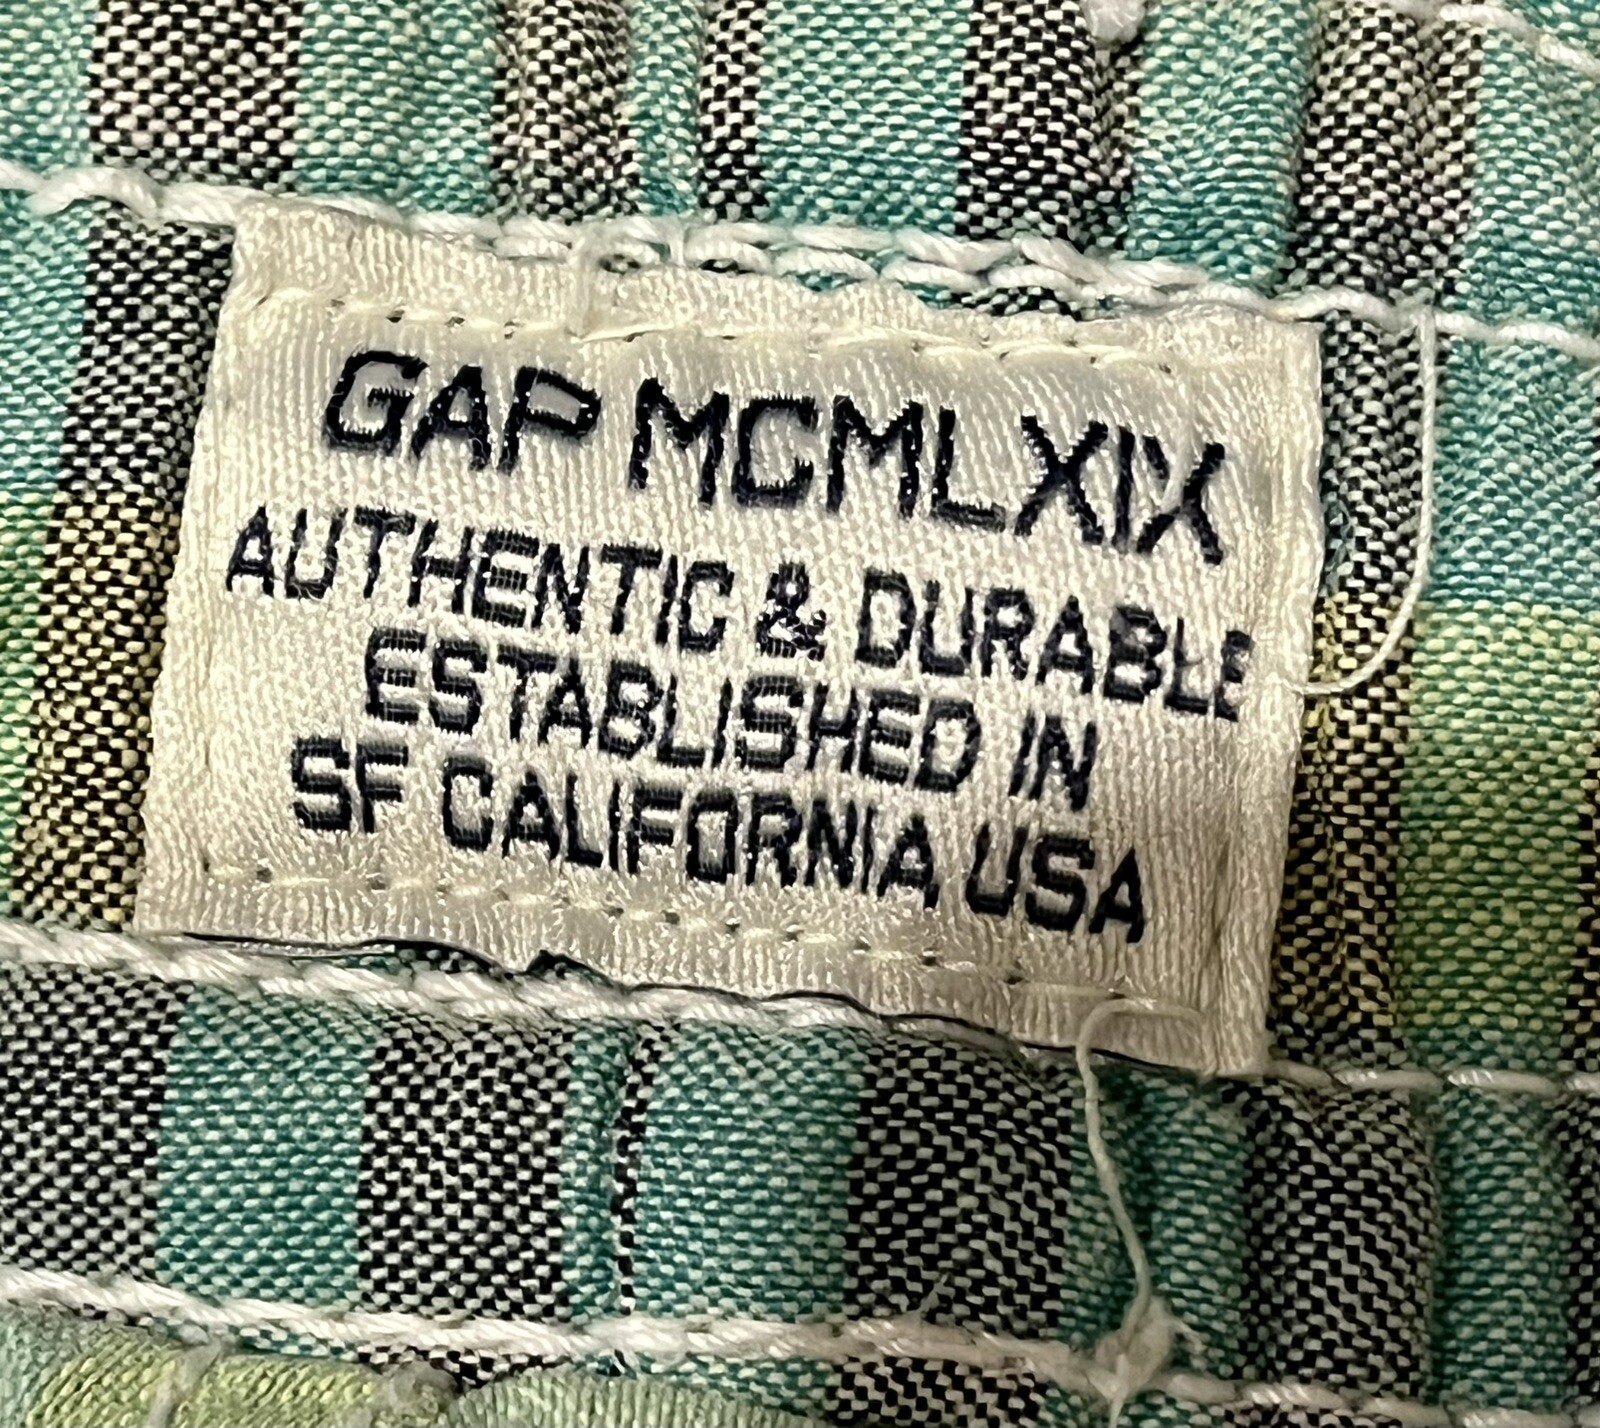 GAP MCMLXIX
AUTHENTIC & DURABLE
ESTABLISHED IN
SF CALIFORNIA USA